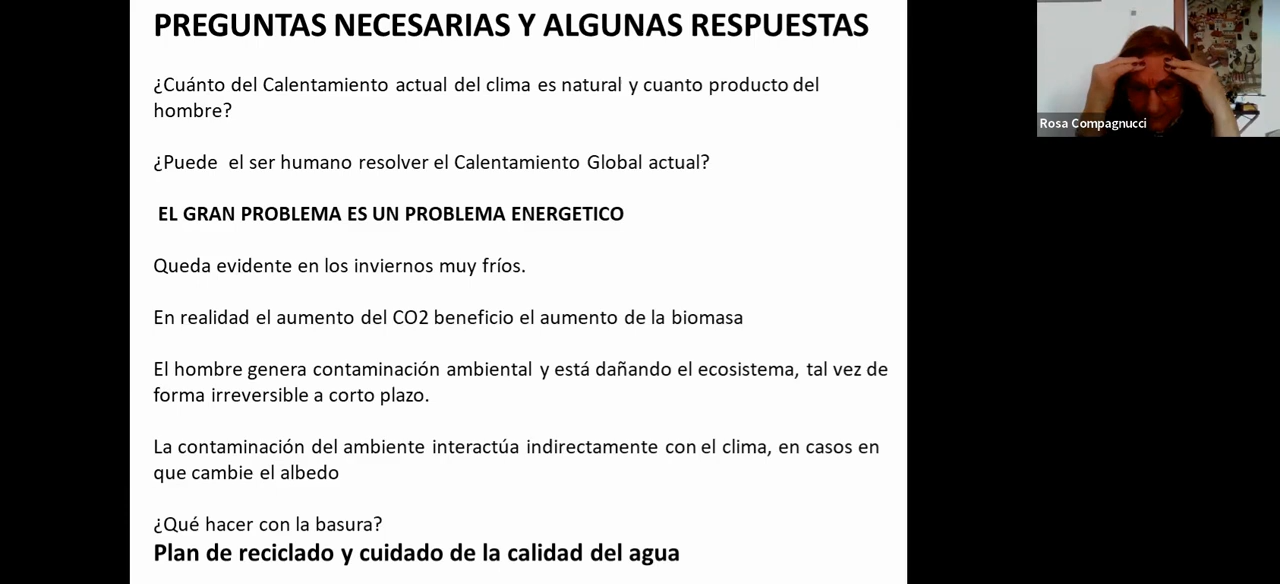 PREGUNTAS NECESARIAS Y ALGUNAS RESPUESTAS
¿Cuánto del Calentamiento actual del clima es natural y cuanto producto del
hombre?
¿Puede el ser humano resolver el Calentamiento Global actual?
EL GRAN PROBLEMA ES UN PROBLEMA ENERGETICO
Queda evidente en los inviernos muy fríos.
En realidad el aumento del CO2 beneficio el aumento de la biomasa
El hombre genera contaminación ambiental y está dañando el ecosistema, tal vez de
forma irreversible a corto plazo.
La contaminación del ambiente interactúa indirectamente con el clima, en casos en
que cambie el albedo
¿Qué hacer con la basura?
Plan de reciclado y cuidado de la calidad del agua
Rosa Compagnucci